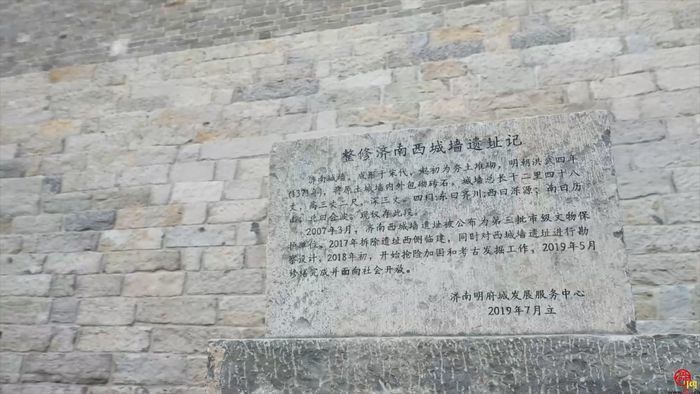 整修济南西城墙遗址记
济南城墙，成形于宋代，起初为夯土堆砌，明朝洪武四年
(1371年)，将原土城墙内外包砌砖石。城墙总长十二里四十八
丈，高三丈二尺，深三丈。四门：东曰齐川；西曰泺源；南曰历
山；北曰会波。现仅存此段。
2007年3月，济南西城墙遗址被公布为第三批市级文物保
护单位。2017年拆除遗址西侧临建，同时对西城墙遗址进行勘
察设计，2018年初，开始抢险加固和考古发掘工作，2019年5月
修缮完成并面向社会开放。
济南明府城发展服务中心
2019年7月立